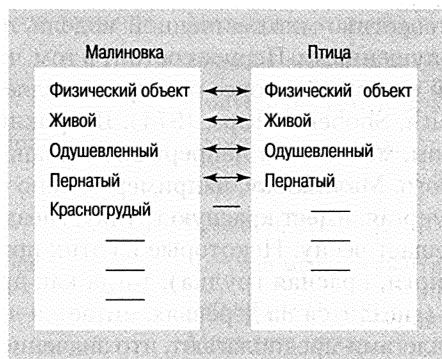 Малиновка Птица
Физический объект Физический объект
Живой Живой
Одушевленный Одушевленный
Пернатый Пернатый
Красногрудый